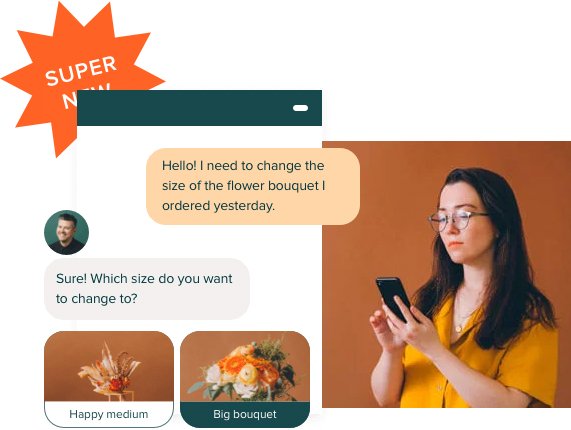 SUPER
NEW
Hello! I need to change the
size of the flower bouquet I
ordered yesterday.
Sure! Which size do you want
to change to?
Happy medium
Big bouquet